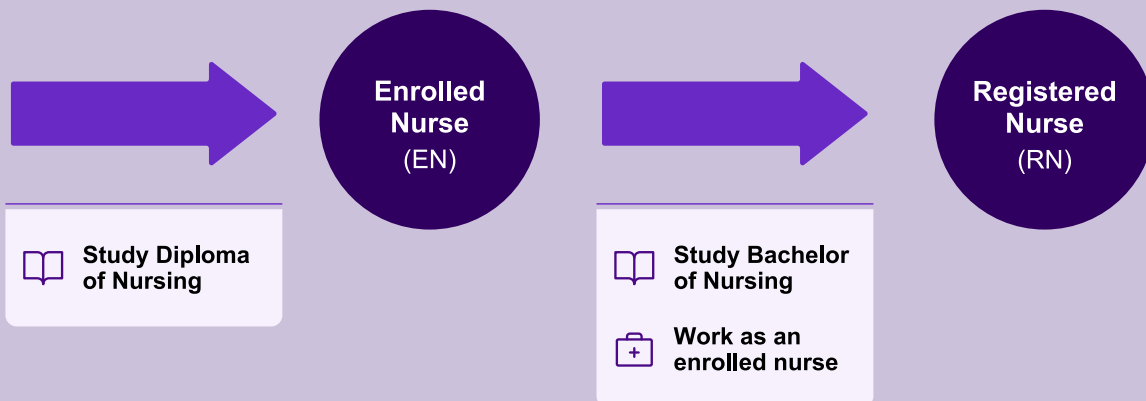 Enrolled
Nurse
(EN)
Registered
Nurse
(RN)
Study Diploma
of Nursing
Study Bachelor
of Nursing
Work as an
enrolled nurse